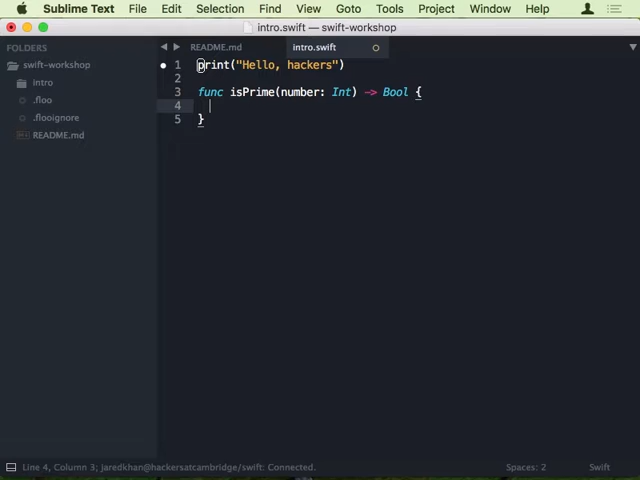 Sublime Text File Edit Selection Find View Goto Tools Project Window Help
intro.swift — swift-workshop
FOLDERS
swift-workshop
intro
.floo
.flooignore
README.md
README.md intro.swift
1 print("Hello, hackers")
2
3 func isPrime(number: Int) -> Bool {
4
5 }
Line 4, Column 3; jaredkhan@hackersatcambridge/swift: Connected. Spaces: 2 Swift